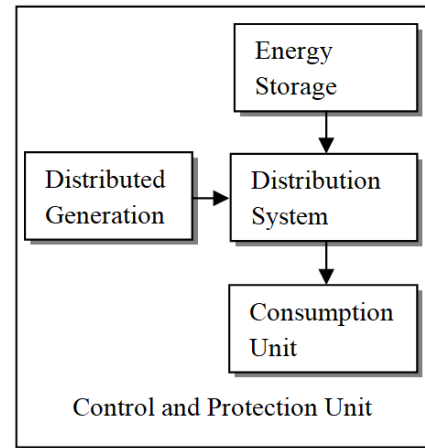 Energy
Storage
Distributed
Generation
Distribution
System
Consumption
Unit
Control and Protection Unit